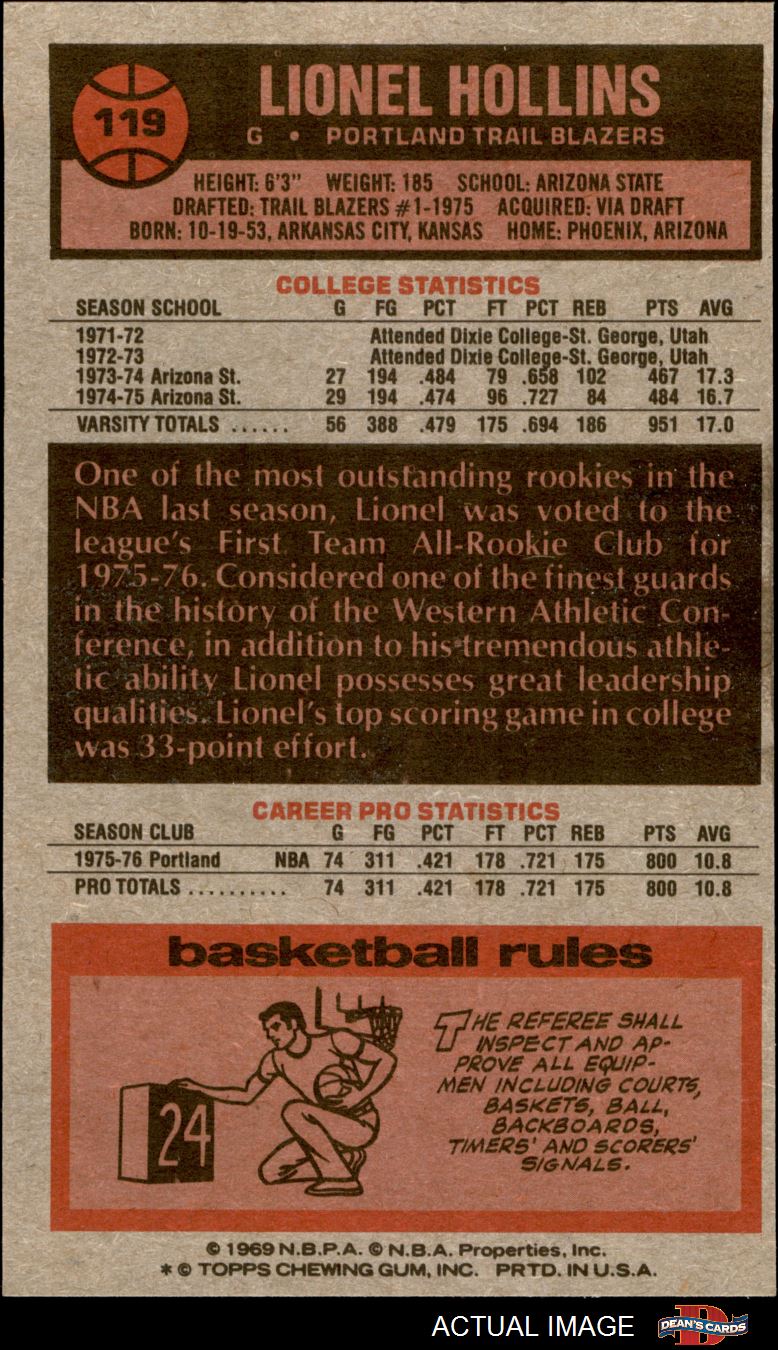 119
LIONEL HOLLINS
G • PORTLAND TRAIL BLAZERS
HEIGHT: 6'3" WEIGHT: 185 SCHOOL: ARIZONA STATE
DRAFTED: TRAIL BLAZERS #1-1975 ACQUIRED: VIA DRAFT
BORN: 10-19-53, ARKANSAS CITY, KANSAS HOME: PHOENIX, ARIZONA
COLLEGE STATISTICS
SEASON SCHOOL G FG PCT FT PCT REB PTS AVG
1971-72 Attended Dixie College-St. George, Utah
1972-73 Attended Dixie College-St. George, Utah
1973-74 Arizona St. 27 194 .484 79 .658 102 467 17.3
1974-75 Arizona St. 29 194 .474 96 .727 84 484 16.7
VARSITY TOTALS ...... 56 388 .479 175 .694 186 951 17.0
One of the most outstanding rookies in the
NBA last season, Lionel was voted to the
league's First Team All-Rookie Club for
1975-76. Considered one of the finest guards
in the history of the Western Athletic Con-
ference, in addition to his tremendous athle-
tic ability Lionel possesses great leadership
qualities. Lionel's top scoring game in college
was 33-point effort.
CAREER PRO STATISTICS
SEASON CLUB G FG PCT FT PCT REB PTS AVG
1975-76 Portland NBA 74 311 .421 178 .721 175 800 10.8
PRO TOTALS .......... 74 311 .421 178 .721 175 800 10.8
basketball rules
24
THE REFEREE SHALL
INSPECT AND AP-
PROVE ALL EQUIP-
MEN INCLUDING COURTS,
BASKETS, BALL,
BACKBOARDS,
TIMERS' AND SCORERS'
SIGNALS.
© 1969 N.B.P.A. © N.B.A. Properties, Inc.
* © TOPPS CHEWING GUM, INC. PRTD. IN U.S.A.
ACTUAL IMAGE
D
DEAN'S CARDS